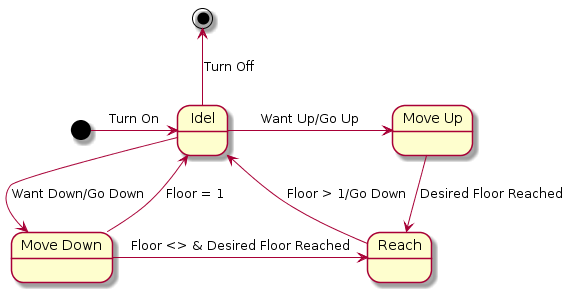 Turn Off
Turn On
Idel
Want Up/Go Up
Move Up
Want Down/Go Down
Floor = 1
Floor > 1/Go Down
Desired Floor Reached
Move Down
Floor <> & Desired Floor Reached
Reach